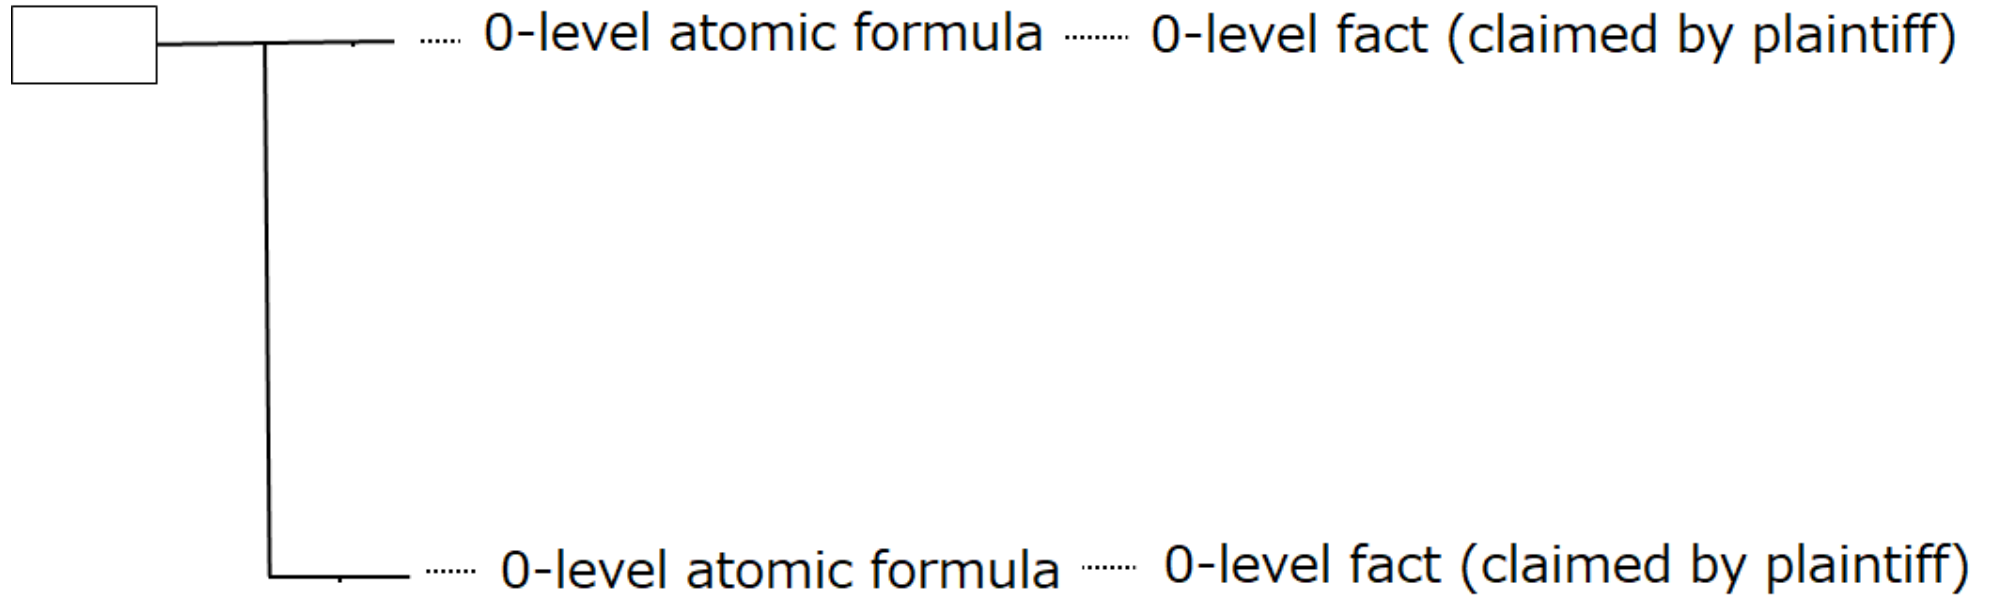 0-level atomic formula 0-level fact (claimed by plaintiff)
0-level atomic formula 0-level fact (claimed by plaintiff)